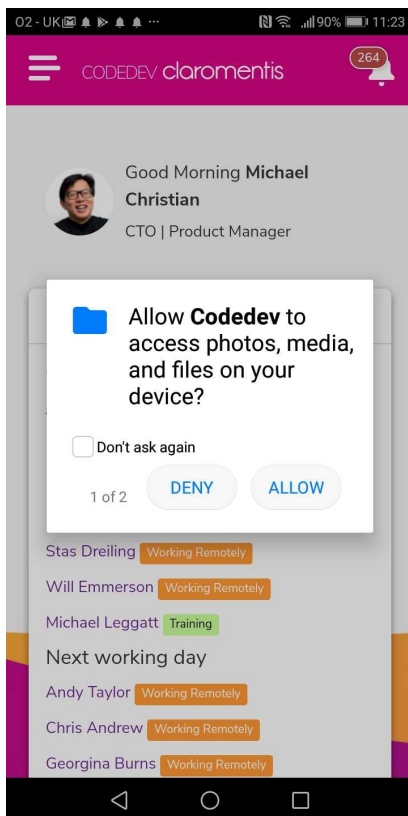 O2 - UK
90%
11:23
CODEDEV claromentis
264
Good Morning Michael
Christian
CTO | Product Manager
Allow Codedev to
access photos, media,
and files on your
device?
Don't ask again
1 of 2
DENY
ALLOW
Stas Dreiling Working Remotely
Will Emmerson Working Remotely
Michael Leggatt Training
Next working day
Andy Taylor Working Remotely
Chris Andrew Working Remotely
Georgina Burns Working Remotely